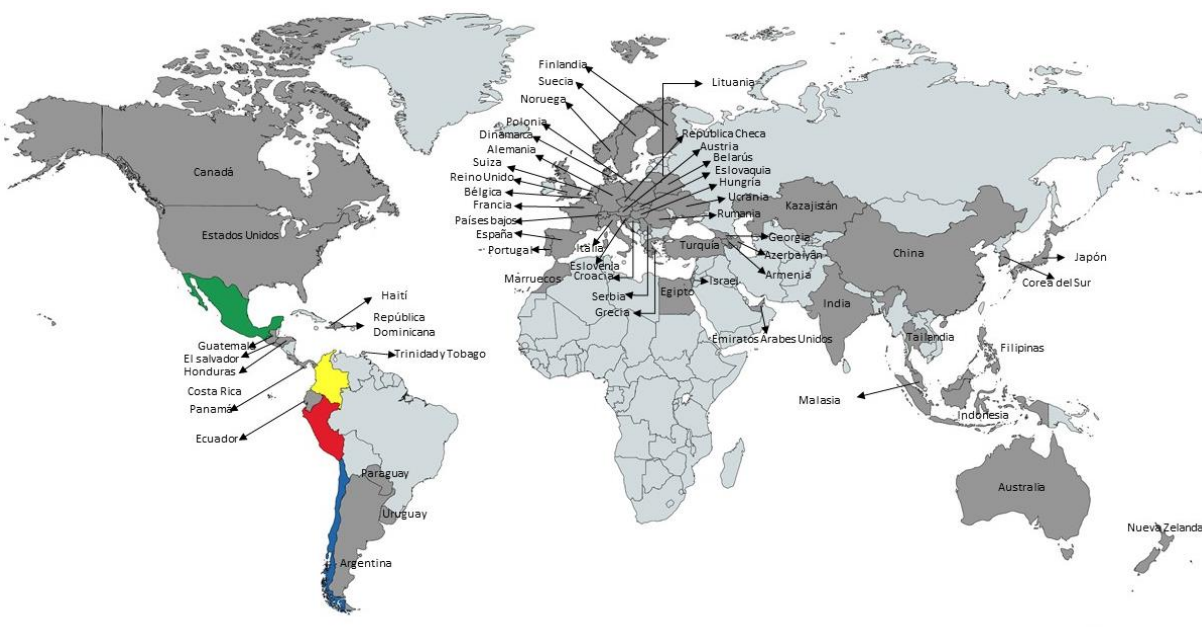 Finlandia
Suecia
Noruega
Lituania
Polonia
Dinamarca
Alemania
Suiza
Reino Unido
Bélgica
Francia
Países bajos
España
Portugal
República Checa
Austria
Belarús
Eslovaquia
Hungría
Ucrania
Rumania
Italia
Eslovenia
Croacia
Serbia
Grecia
Canadá
Estados Unidos
Haití
República
Dominicana
Guatemala
El salvador
Honduras
Costa Rica
Panamá
Ecuador
Trinidad y Tobago
Paraguay
Uruguay
Argentina
Marruecos
Egipto
Israel
Turquía
Georgia
Azerbaiyán
Armenia
Emiratos Arabes Unidos
Kazajistán
China
India
Japón
Corea del Sur
Tailandia
Filipinas
Malasia
Indonesia
Australia
Nueva Zelanda